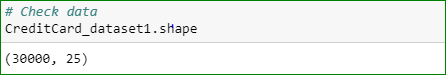 # Check data
CreditCard_dataset1.shape
(30000, 25)